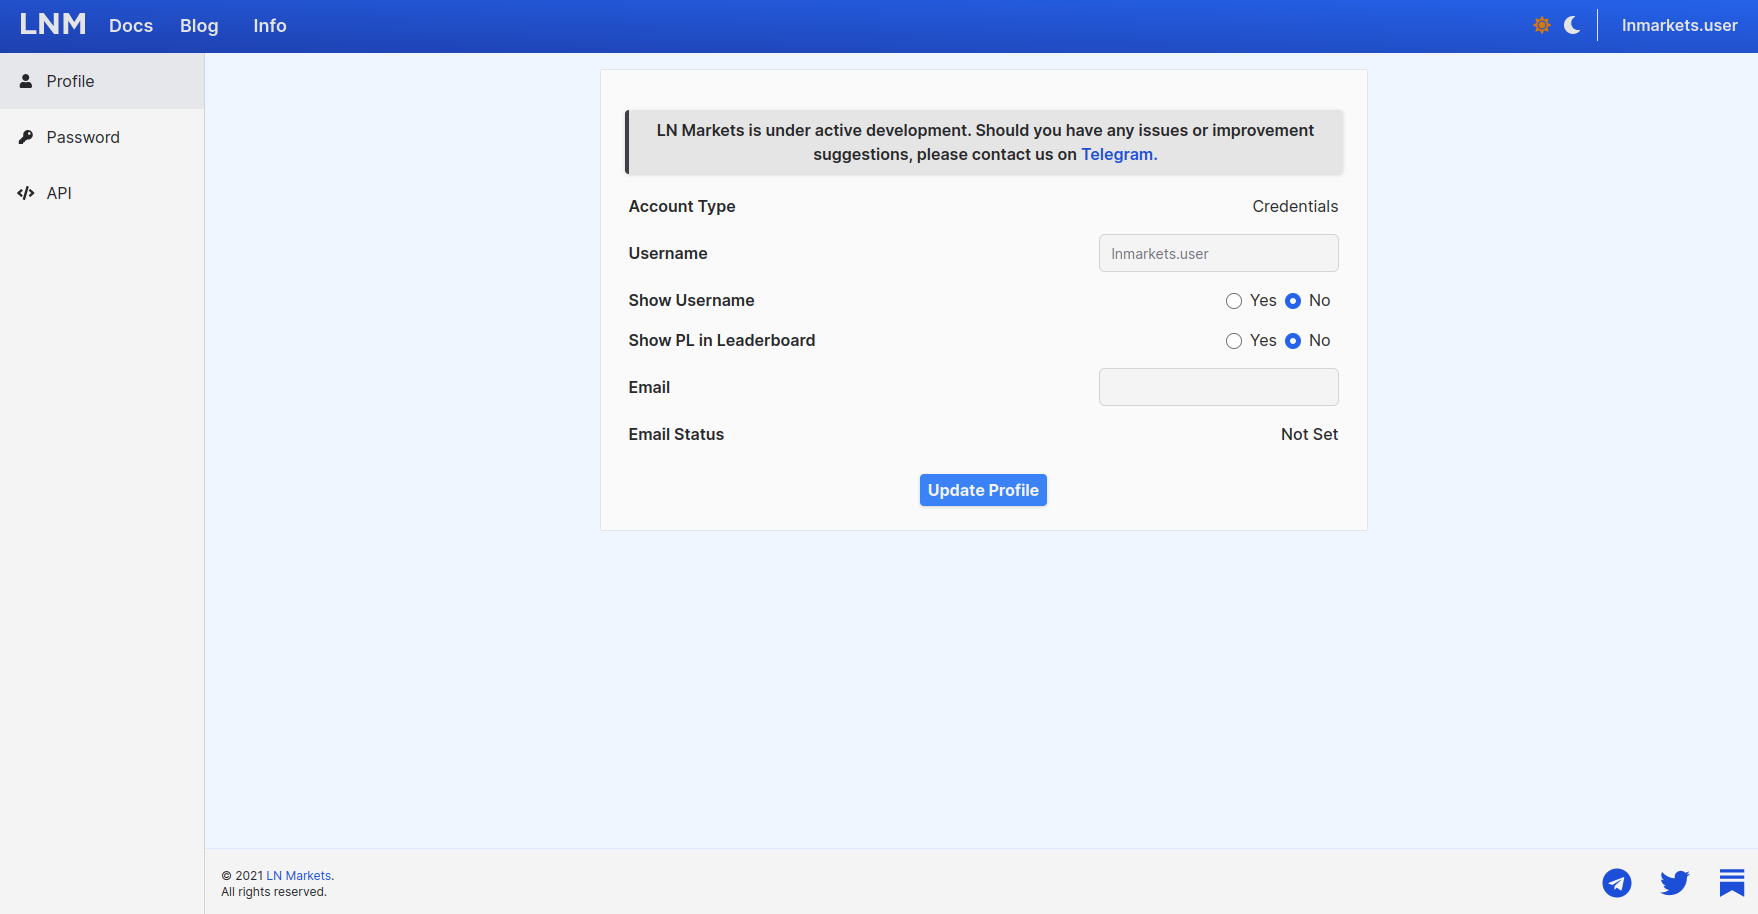 LNM Docs Blog Info lnmarkets.user
Profile
Password
API
LN Markets is under active development. Should you have any issues or improvement
suggestions, please contact us on Telegram.
Account Type Credentials
Username lnmarkets.user
Show Username Yes No
Show PL in Leaderboard Yes No
Email
Email Status Not Set
Update Profile
© 2021 LN Markets.
All rights reserved.